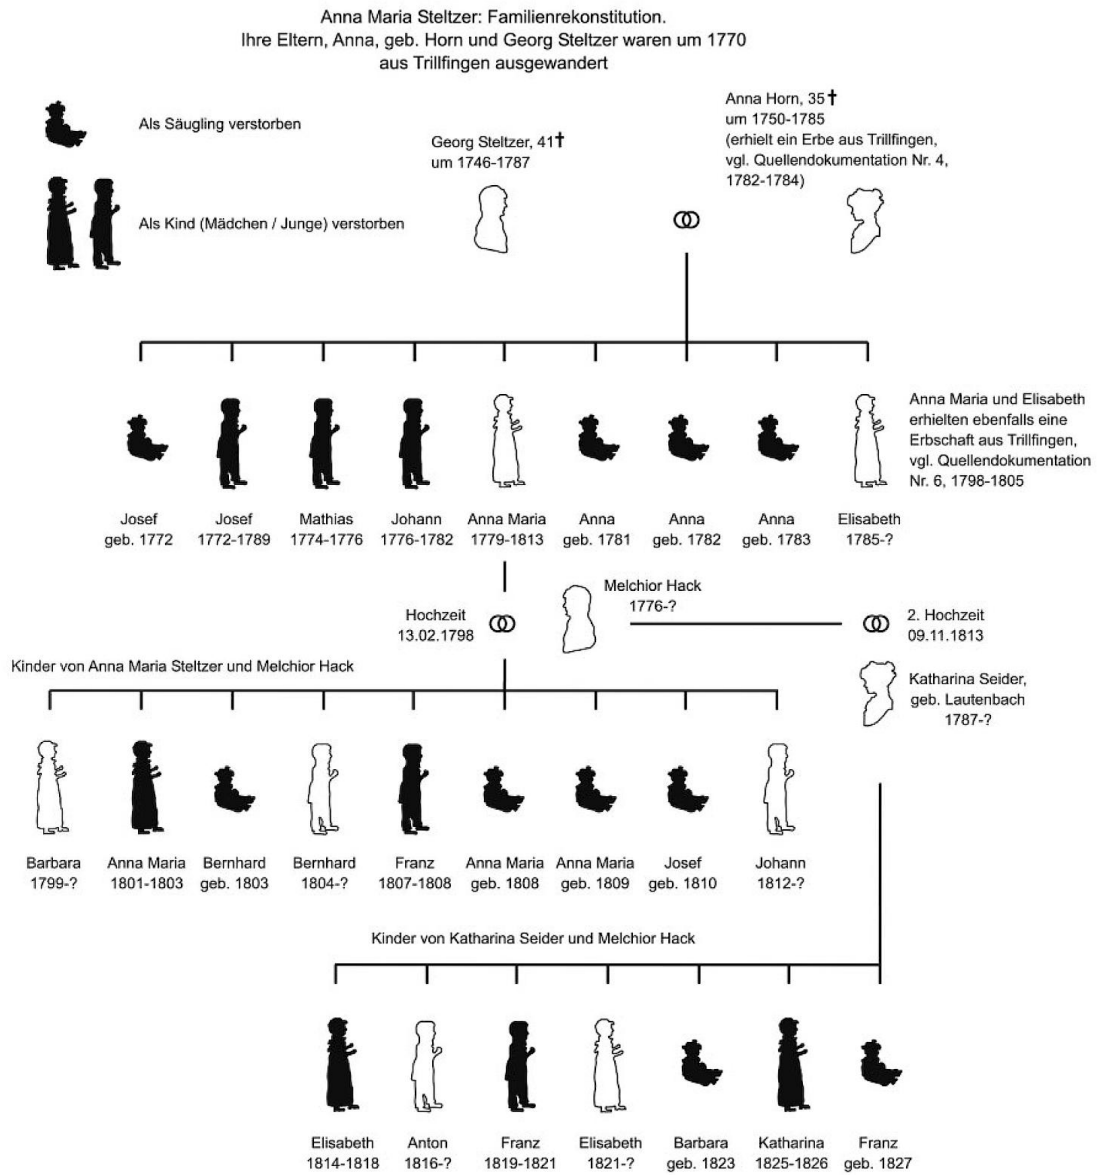 Anna Maria Steltzer: Familienrekonstitution.
Ihre Eltern, Anna, geb. Horn und Georg Steltzer waren um 1770
aus Trillfingen ausgewandert
Als Säugling verstorben
Als Kind (Mädchen / Junge) verstorben
Georg Steltzer, 41✝
um 1746-1787
Anna Horn, 35✝
um 1750-1785
(erhielt ein Erbe aus Trillfingen,
vgl. Quellendokumentation Nr. 4,
1782-1784)
Josef
geb. 1772
Josef
1772-1789
Mathias
1774-1776
Johann
1776-1782
Anna Maria
1779-1813
Anna
geb. 1781
Anna
geb. 1782
Anna
geb. 1783
Elisabeth
1785-?
Anna Maria und Elisabeth
erhielten ebenfalls eine
Erbschaft aus Trillfingen,
vgl. Quellendokumentation
Nr. 6, 1798-1805
Hochzeit
13.02.1798
Melchior Hack
1776-?
2. Hochzeit
09.11.1813
Katharina Seider,
geb. Lautenbach
1787-?
Kinder von Anna Maria Steltzer und Melchior Hack
Barbara
1799-?
Anna Maria
1801-1803
Bernhard
geb. 1803
Bernhard
1804-?
Franz
1807-1808
Anna Maria
geb. 1808
Anna Maria
geb. 1809
Josef
geb. 1810
Johann
1812-?
Kinder von Katharina Seider und Melchior Hack
Elisabeth
1814-1818
Anton
1816-?
Franz
1819-1821
Elisabeth
1821-?
Barbara
geb. 1823
Katharina
1825-1826
Franz
geb. 1827